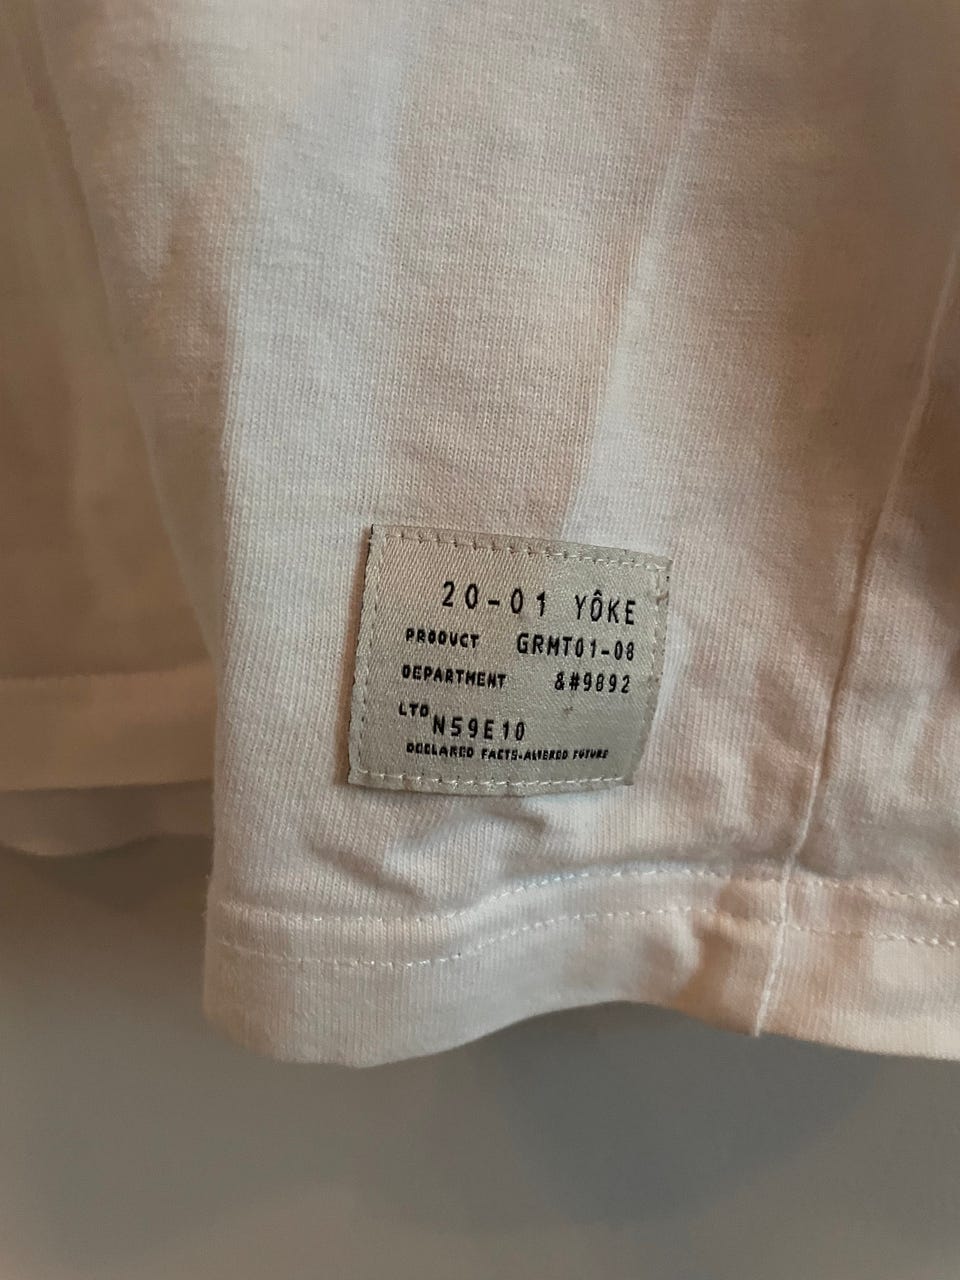 20-01 YÔKE
PRODUCT GRMT01-08
DEPARTMENT &#9892
LTD N59E10
DECLARED FACTS-ALTERED FUTURE